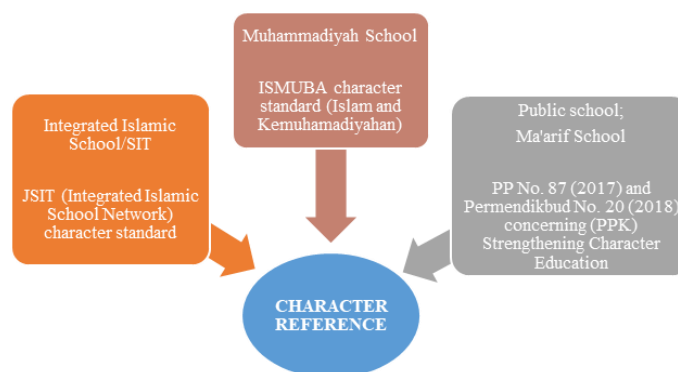 Integrated Islamic
School/SIT
JSIT (Integrated Islamic
School Network)
character standard
Muhammadiyah School
ISMUBA character
standard (Islam and
Kemuhamadiyahan)
Public school;
Ma'arif School
PP No. 87 (2017) and
Permendikbud No. 20 (2018)
concerning (PPK)
Strengthening Character
Education
CHARACTER
REFERENCE